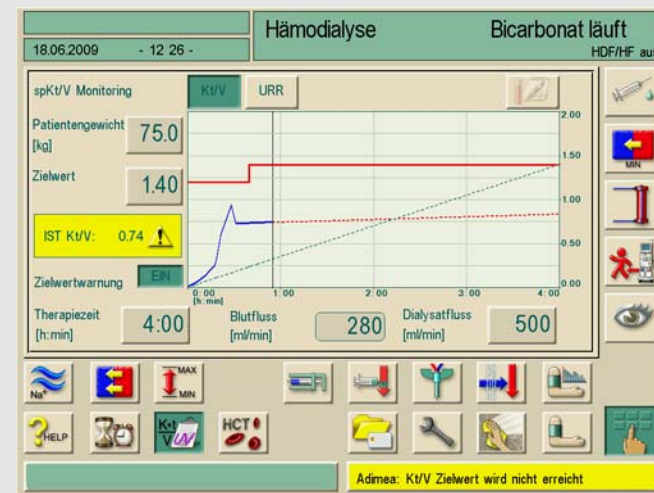 Hämodialyse
Bicarbonat läuft
18.06.2009 - 12 26 -
HDF/HF aus
spKt/V Monitoring
Kt/V
URR
Patientengewicht
[kg]
75.0
Zielwert
1.40
IST Kt/V: 0.74
Zielwertwarnung
EIN
2.00
1.50
1.00
0.50
0.00
0:00
1:00
2:00
3:00
4:00
[h:min]
Therapiezeit
[h:min]
4:00
Blutfluss
[ml/min]
280
Dialysatfluss
[ml/min]
500
MIN
Na+
MAX
MIN
?HELP
K·t
V
UV
HCT
Adimea: Kt/V Zielwert wird nicht erreicht